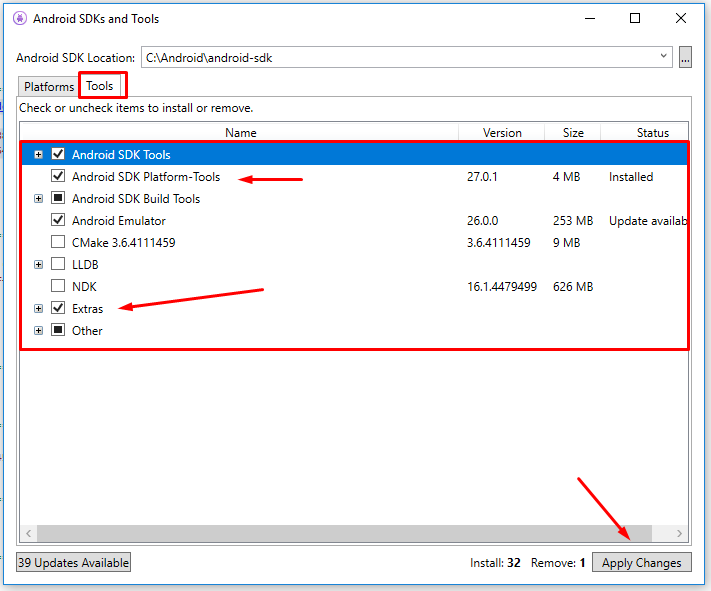 Android SDKs and Tools
Android SDK Location: C:\Android\android-sdk ...
Platforms Tools
Check or uncheck items to install or remove.
Name Version Size Status
Android SDK Tools
Android SDK Platform-Tools 27.0.1 4 MB Installed
Android SDK Build Tools
Android Emulator 26.0.0 253 MB Update availab
CMake 3.6.4111459 3.6.4111459 9 MB
LLDB
NDK 16.1.4479499 626 MB
Extras
Other
39 Updates Available Install: 32 Remove: 1 Apply Changes